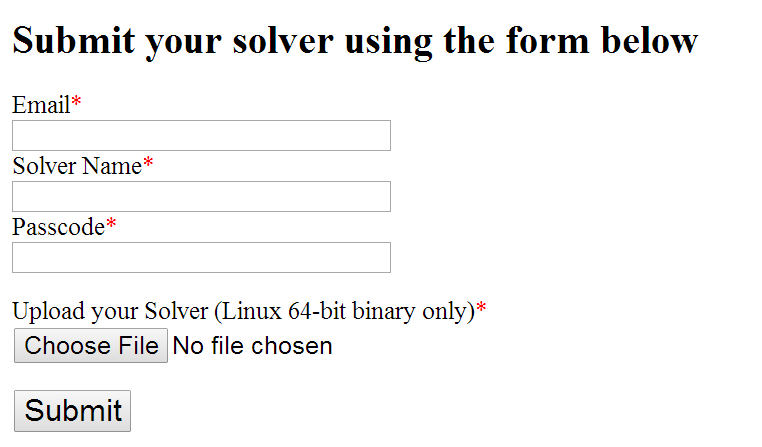 Submit your solver using the form below
Email*
Solver Name*
Passcode*
Upload your Solver (Linux 64-bit binary only)*
Choose File No file chosen
Submit